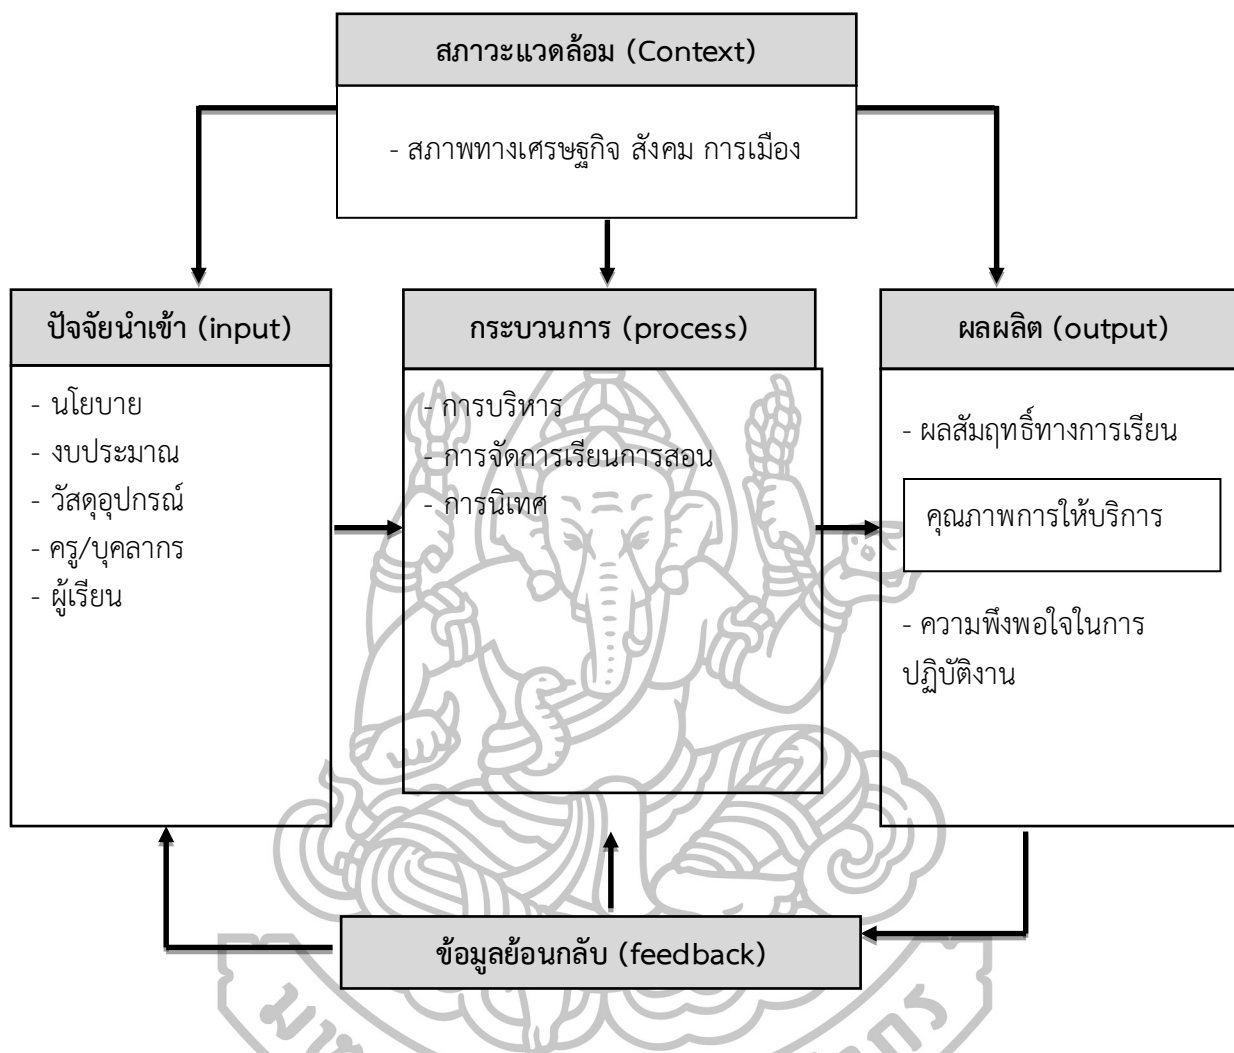 สภาวะแวดล้อม (Context)
- สภาพทางเศรษฐกิจ สังคม การเมือง
ปัจจัยนำเข้า (input)
- นโยบาย
- งบประมาณ
- วัสดุอุปกรณ์
- ครู/บุคลากร
- ผู้เรียน
กระบวนการ (process)
- การบริหาร
- การจัดการเรียนการสอน
- การนิเทศ
ผลผลิต (output)
- ผลสัมฤทธิ์ทางการเรียน
คุณภาพการให้บริการ
- ความพึงพอใจในการ
ปฏิบัติงาน
ข้อมูลย้อนกลับ (feedback)